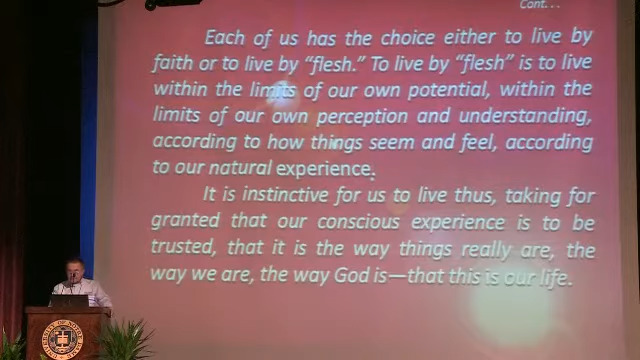 Cont...
Each of us has the choice either to live by
faith or to live by “flesh.” To live by “flesh” is to live
within the limits of our own potential, within the
limits of our own perception and understanding,
according to how things seem and feel, according
to our natural experience.
It is instinctive for us to live thus, taking for
granted that our conscious experience is to be
trusted, that it is the way things really are, the
way we are, the way God is—that this is our life.
UNIVERSITY OF NOTRE DAME